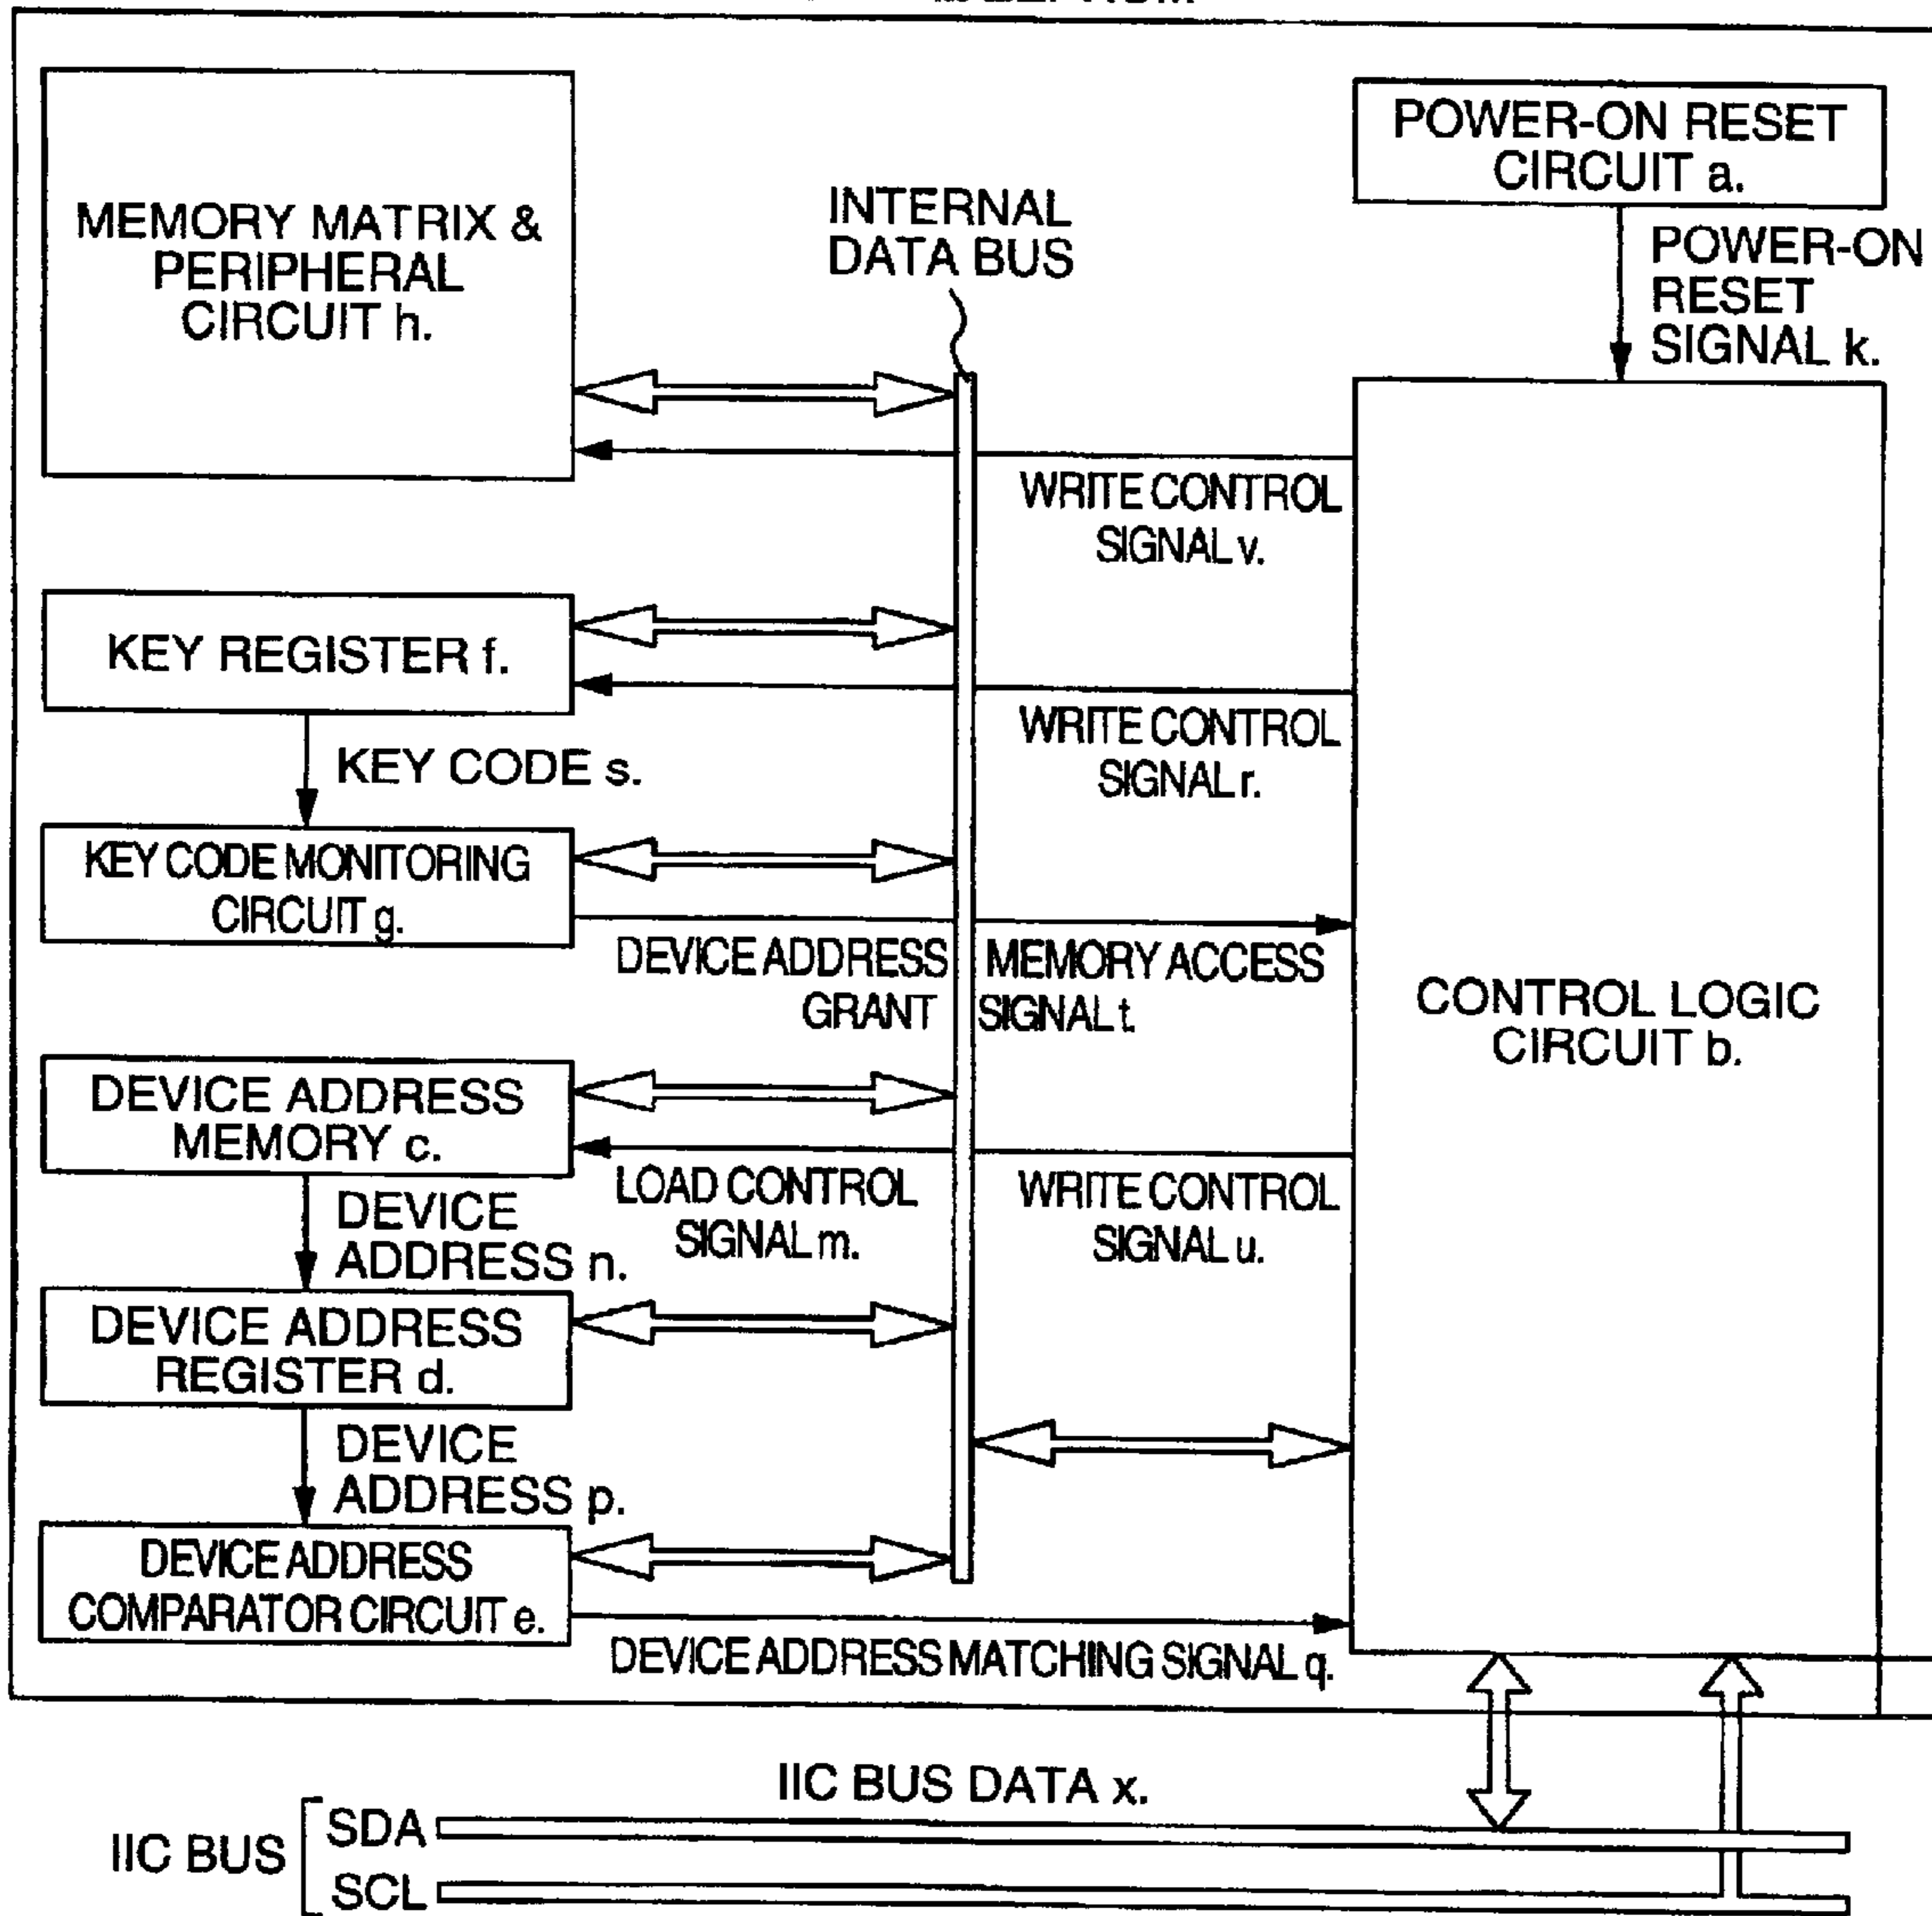 POWER-ON RESET
CIRCUIT a.
MEMORY MATRIX &
PERIPHERAL
CIRCUIT h.
INTERNAL
DATA BUS
POWER-ON
RESET
SIGNAL k.
WRITE CONTROL
SIGNAL v.
KEY REGISTER f.
WRITE CONTROL
SIGNAL r.
KEY CODE s.
KEY CODE MONITORING
CIRCUIT g.
DEVICE ADDRESS MEMORY ACCESS
GRANT SIGNAL t.
CONTROL LOGIC
CIRCUIT b.
DEVICE ADDRESS
MEMORY c.
LOAD CONTROL
SIGNAL m.
WRITE CONTROL
SIGNAL u.
DEVICE
ADDRESS n.
DEVICE ADDRESS
REGISTER d.
DEVICE
ADDRESS p.
DEVICE ADDRESS
COMPARATOR CIRCUIT e.
DEVICE ADDRESS MATCHING SIGNAL q.
IIC BUS DATA x.
IIC BUS
SDA
SCL